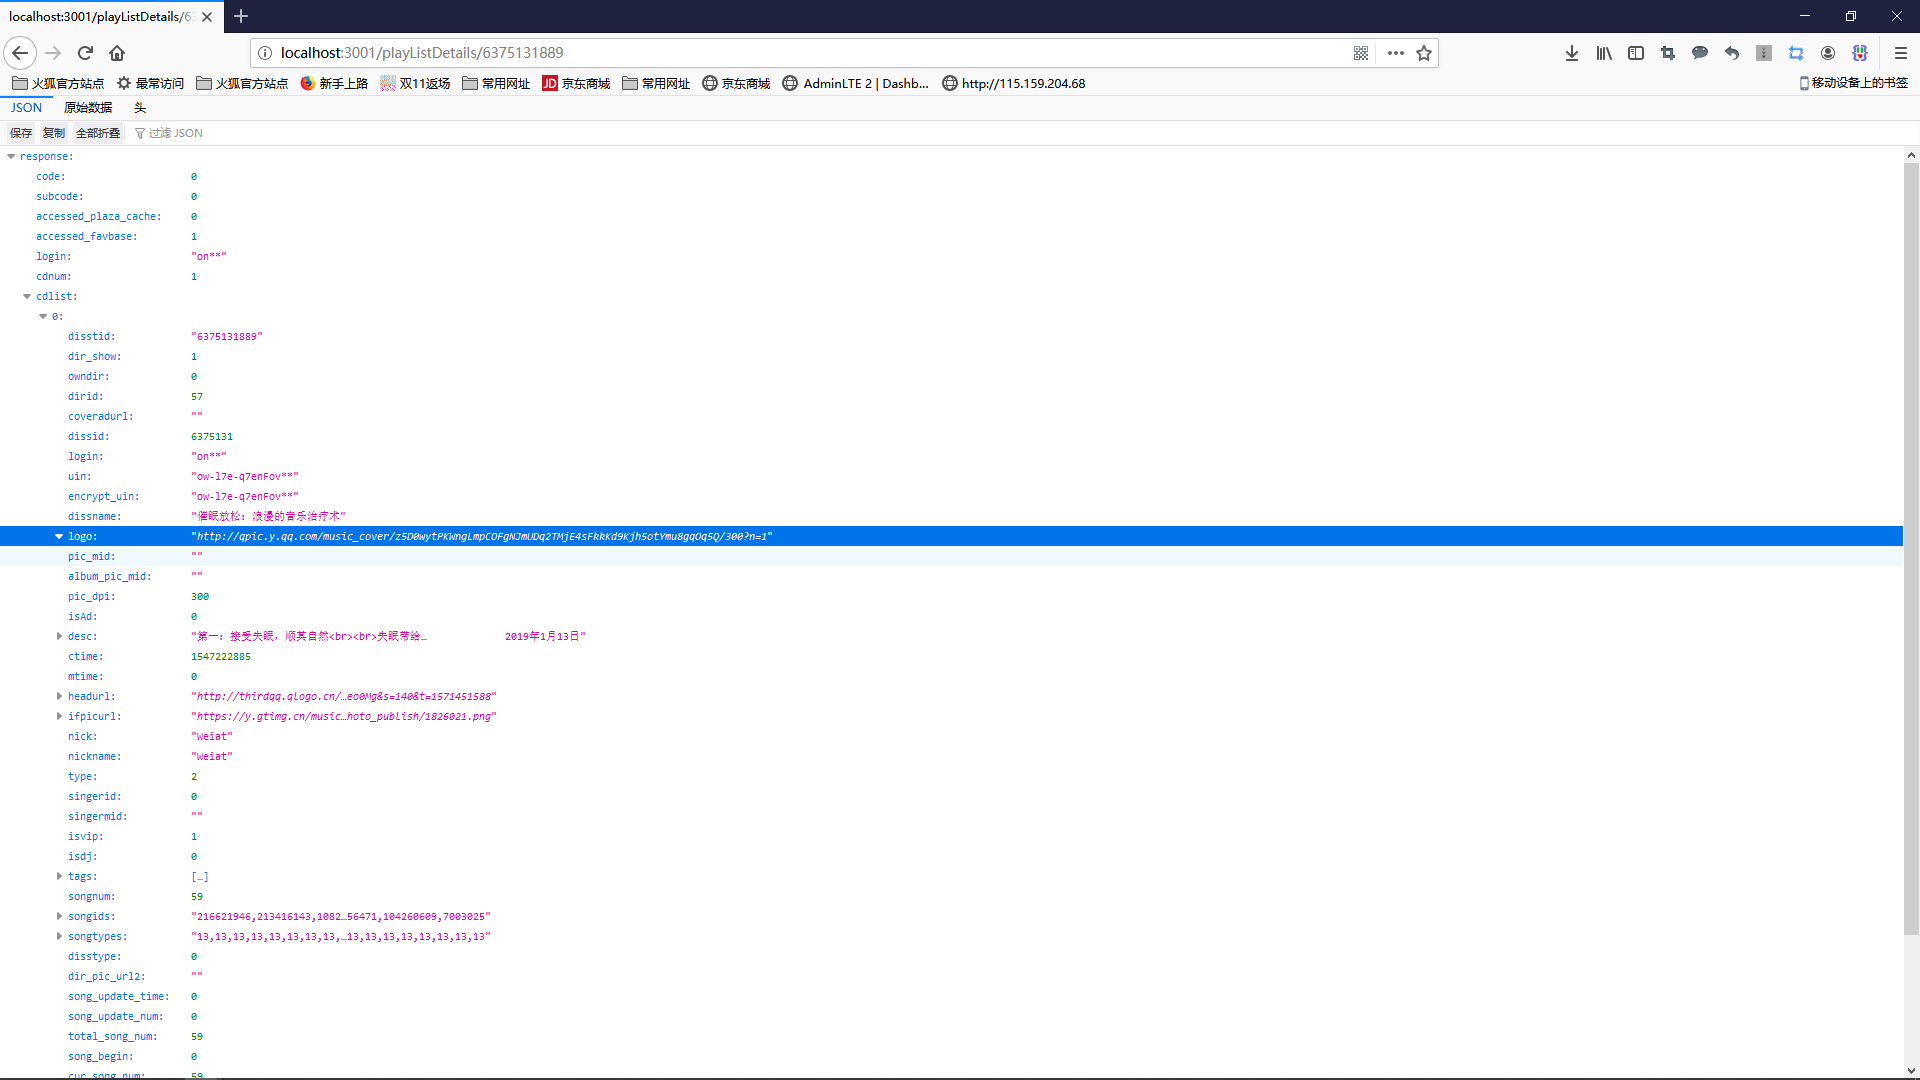 localhost:3001/playListDetails/63
localhost:3001/playListDetails/6375131889
火狐官方站点 最常访问 火狐官方站点 新手上路 双11返场 常用网址 JD 京东商城 常用网址 京东商城 AdminLTE 2 | Dashb... http://115.159.204.68 移动设备上的书签
JSON 原始数据 头
保存 复制 全部折叠 过滤 JSON
response:
code: 0
subcode: 0
accessed_plaza_cache: 0
accessed_favbase: 1
login: "on**"
cdnum: 1
cdlist:
0:
disstid: "6375131889"
dir_show: 1
owndir: 0
dirid: 57
coveradurl: ""
dissid: 6375131
login: "on**"
uin: "ow-l7e-q7enFov**"
encrypt_uin: "ow-l7e-q7enFov**"
dissname: "催眠放松：浪漫的音乐治疗术"
logo: "http://qpic.y.qq.com/music_cover/z5D0wytPKWngLmpCOFgNJmUDq2TMjE4sFkkKd9Kjh5otYmu8gqOq5Q/300?n=1"
pic_mid: ""
album_pic_mid: ""
pic_dpi: 300
isAd: 0
desc: "第一：接受失眠，顺其自然<br><br>失眠带给… 2019年1月13日"
ctime: 1547222885
mtime: 0
headurl: "http://thirdqq.qlogo.cn/…eo0Mg&s=140&t=1571451588"
ifpicurl: "https://y.gtimg.cn/music…hoto_publish/1826021.png"
nick: "Weiat"
nickname: "Weiat"
type: 2
singerid: 0
singermid: ""
isvip: 1
isdj: 0
tags: […]
songnum: 59
songids: "216621946,213416143,1082…56471,104260609,7003025"
songtypes: "13,13,13,13,13,13,13,13,…13,13,13,13,13,13,13,13"
disstype: 0
dir_pic_url2: ""
song_update_time: 0
song_update_num: 0
total_song_num: 59
song_begin: 0
cur_song_num: 59